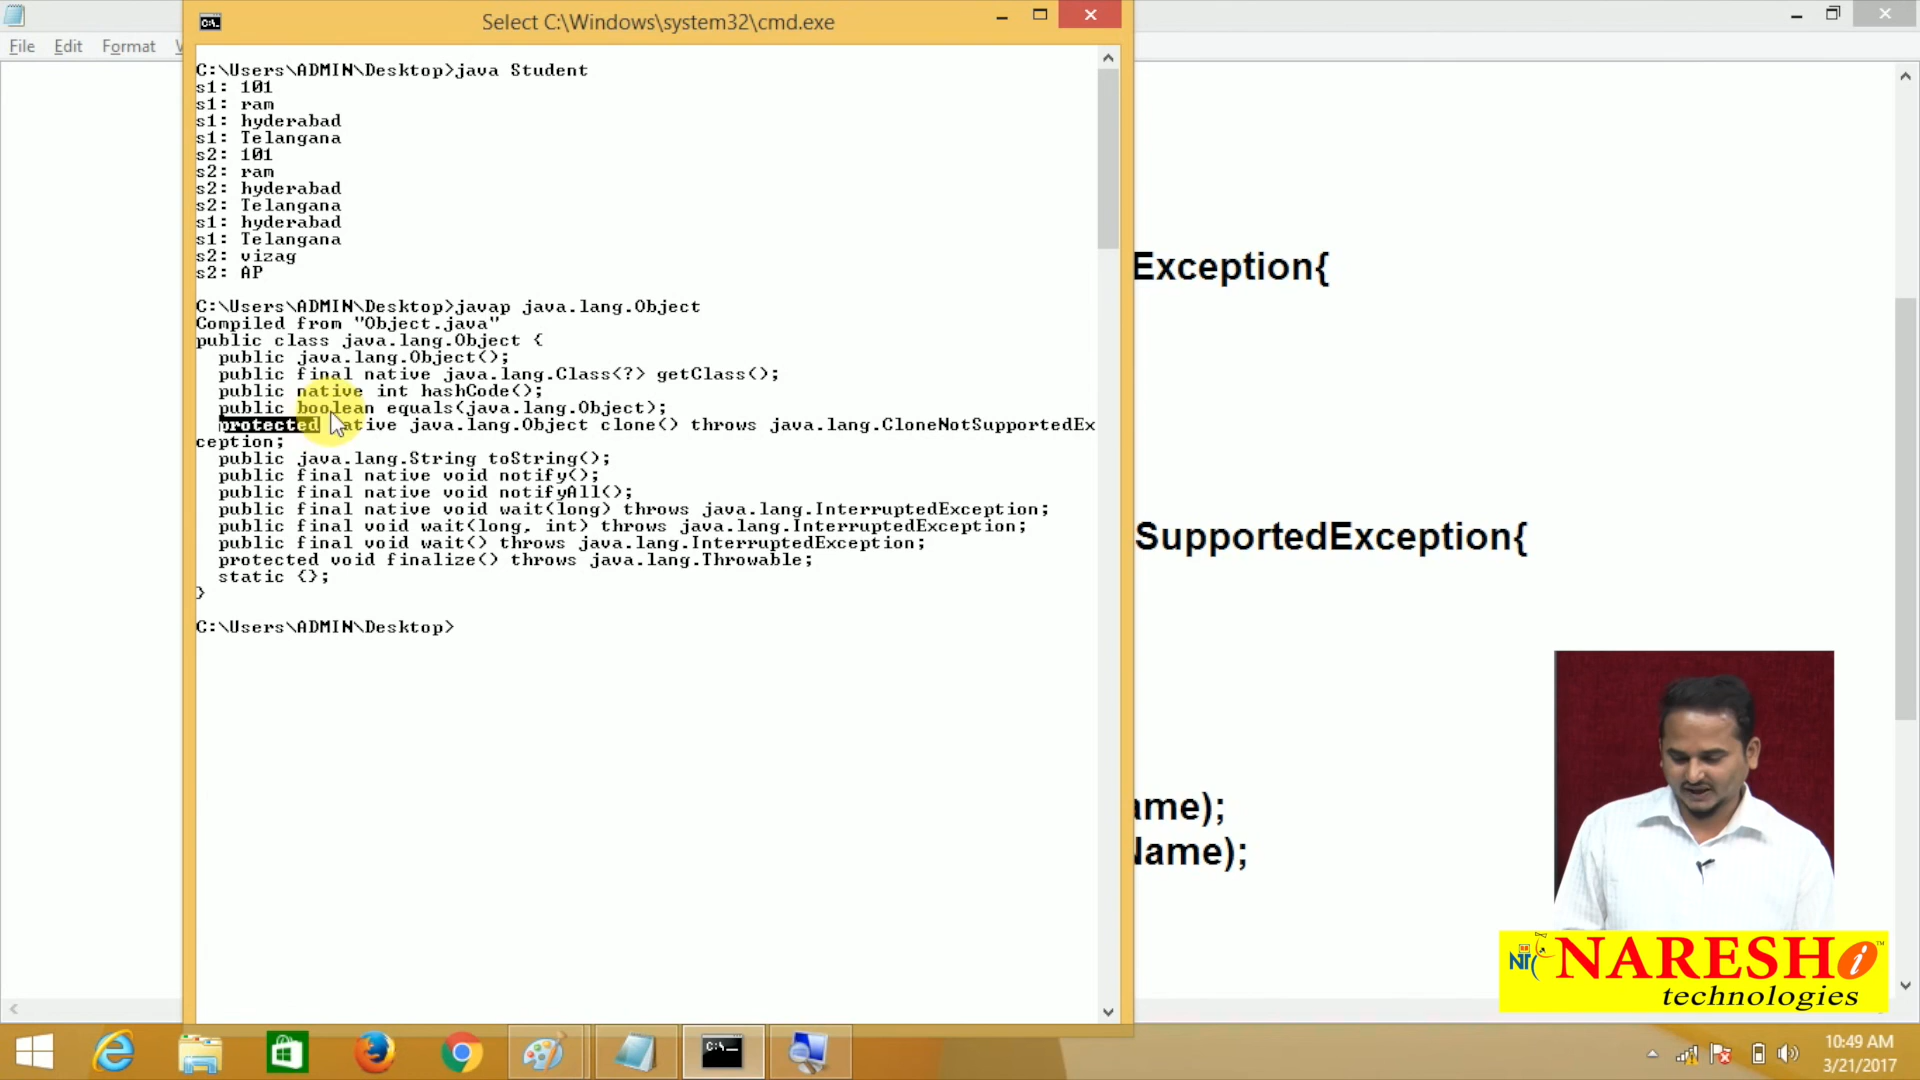 Select C:\Windows\system32\cmd.exe
File Edit Format V
C:\Users\ADMIN\Desktop>java Student
s1: 101
s1: ram
s1: hyderabad
s1: Telangana
s2: 101
s2: ram
s2: hyderabad
s2: Telangana
s1: hyderabad
s1: Telangana
s2: vizag
s2: AP
C:\Users\ADMIN\Desktop>javap java.lang.Object
Compiled from "Object.java"
public class java.lang.Object {
public java.lang.Object();
public final native java.lang.Class<?> getClass();
public native int hashCode();
public boolean equals(java.lang.Object);
protected native java.lang.Object clone() throws java.lang.CloneNotSupportedEx
ception;
public java.lang.String toString();
public final native void notify();
public final native void notifyAll();
public final native void wait(long) throws java.lang.InterruptedException;
public final void wait(long, int) throws java.lang.InterruptedException;
public final void wait() throws java.lang.InterruptedException;
protected void finalize() throws java.lang.Throwable;
static {};
}
C:\Users\ADMIN\Desktop>
Exception{
SupportedException{
ame);
Name);
NT
NARESH i ™
technologies
C:\_
10:49 AM
3/21/2017